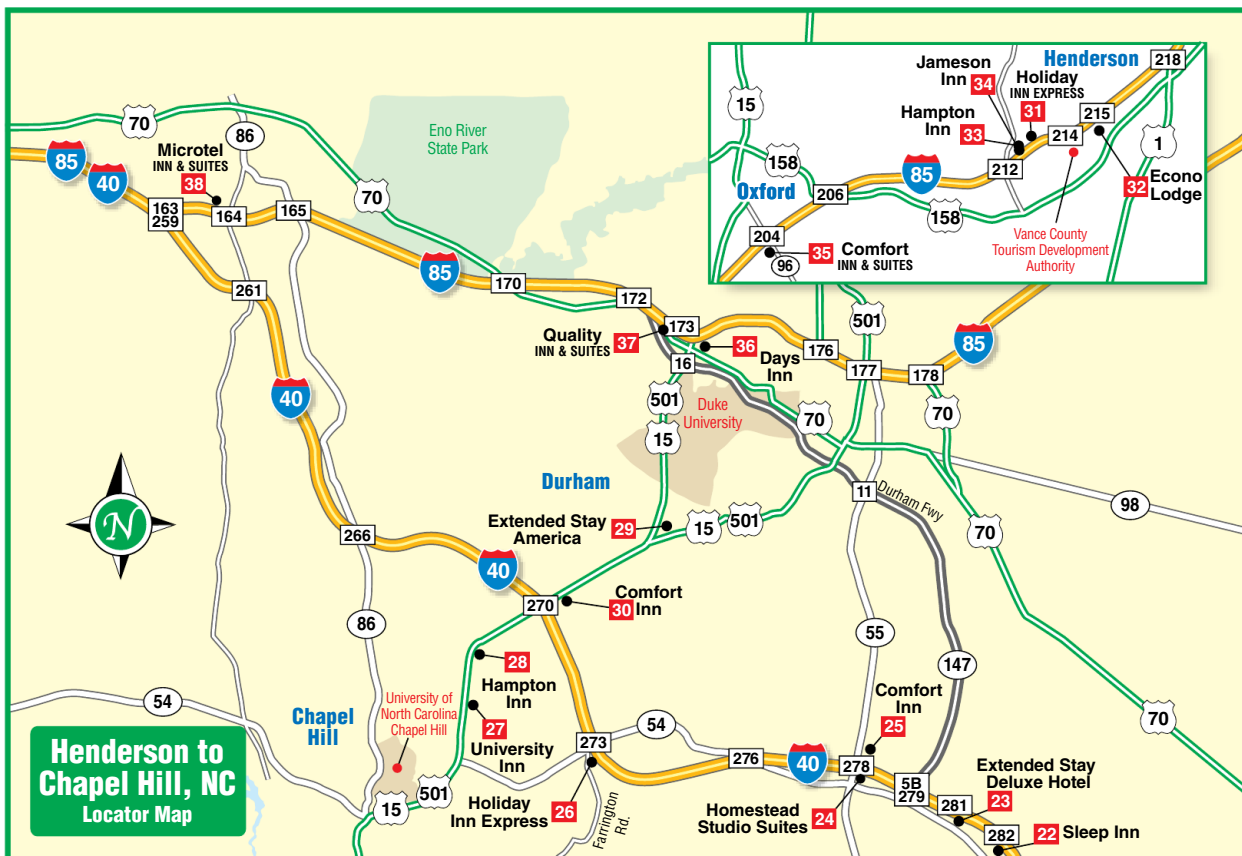 70
86
85
40
Microtel
INN & SUITES
38
163
259
164
165
Eno River
State Park
70
261
85
170
172
173
Quality
INN & SUITES
37
36
Days
Inn
16
176
177
178
501
85
15
Jameson
Inn
34
Henderson
218
Holiday
INN EXPRESS
31
Hampton
Inn
33
215
214
212
1
158
85
Oxford
206
158
32
Econo
Lodge
204
96
35
Comfort
INN & SUITES
Vance County
Tourism Development
Authority
40
501
15
Duke
University
70
70
Durham
11
Durham Fwy
98
N
266
Extended Stay
America
29
15
501
70
40
270
30
Comfort
Inn
86
55
147
28
Hampton
Inn
54
Chapel
Hill
University of
North Carolina
Chapel Hill
27
University
Inn
273
54
276
40
278
Comfort
Inn
25
70
Henderson to
Chapel Hill, NC
Locator Map
15
501
Holiday
Inn Express
26
Farrington
Rd.
Homestead
Studio Suites
24
5B
279
281
Extended Stay
Deluxe Hotel
23
282
22
Sleep Inn